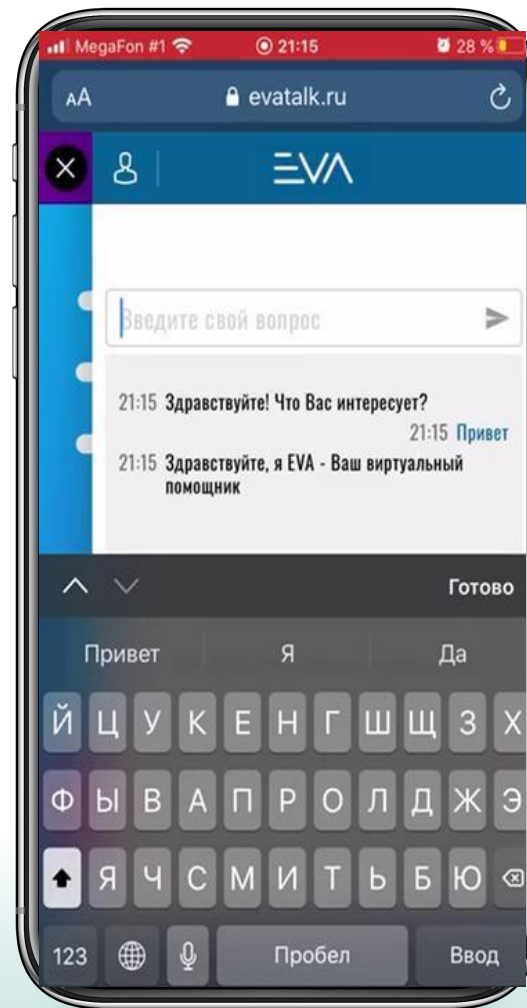 MegaFon #1 21:15 28 %
AA evatalk.ru
EVA
Введите свой вопрос
21:15 Здравствуйте! Что Вас интересует?
21:15 Привет
21:15 Здравствуйте, я EVA - Ваш виртуальный
помощник
Готово
Привет Я Да
Й Ц У К Е Н Г Ш Щ З Х
Ф Ы В А П Р О Л Д Ж Э
Я Ч С М И Т Ь Б Ю
123 Пробел Ввод